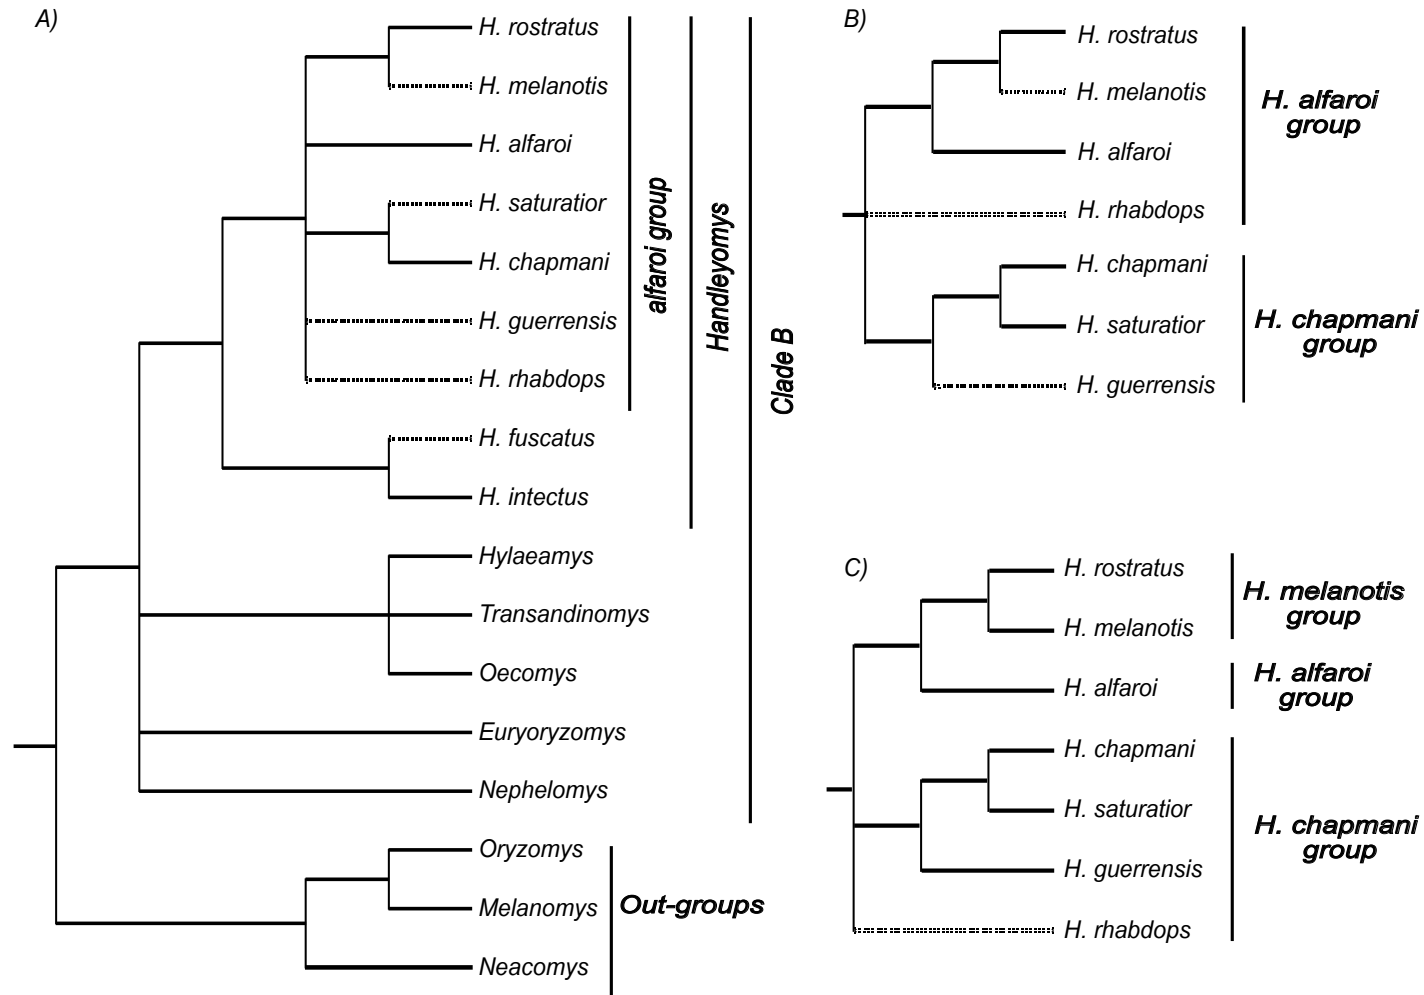 A)
H. rostratus
H. melanotis
H. alfaroi
H. saturatior
H. chapmani
H. guerrensis
H. rhabdops
H. fuscatus
H. intectus
Hylaeamys
Transandinomys
Oecomys
Euryoryzomys
Nephelomys
Oryzomys
Melanomys
Neacomys
alfaroi group
Handleyomys
Clade B
Out-groups
B)
H. rostratus
H. melanotis
H. alfaroi
H. rhabdops
H. chapmani
H. saturatior
H. guerrensis
H. alfaroi
group
H. chapmani
group
C)
H. rostratus
H. melanotis
H. alfaroi
H. chapmani
H. saturatior
H. guerrensis
H. rhabdops
H. melanotis
group
H. alfaroi
group
H. chapmani
group